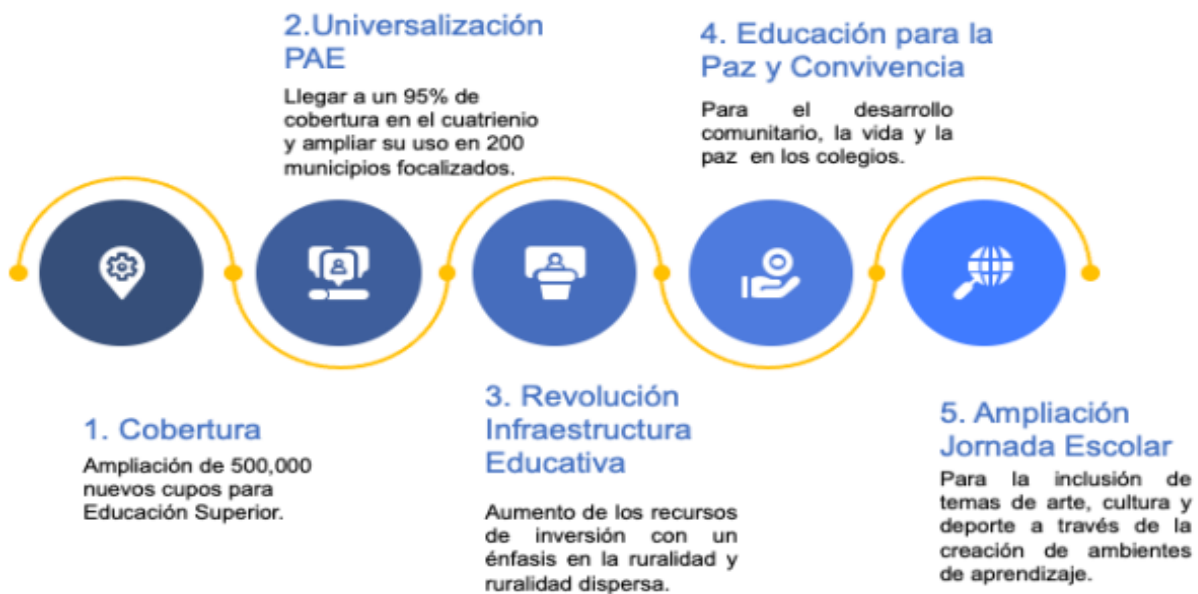 1. Cobertura
Ampliación de 500,000
nuevos cupos para
Educación Superior.
2.Universalización
PAE
Llegar a un 95% de
cobertura en el cuatrienio
y ampliar su uso en 200
municipios focalizados.
3. Revolución
Infraestructura
Educativa
Aumento de los recursos
de inversión con un
énfasis en la ruralidad y
ruralidad dispersa.
4. Educación para la
Paz y Convivencia
Para el desarrollo
comunitario, la vida y la
paz en los colegios.
5. Ampliación
Jornada Escolar
Para la inclusión de
temas de arte, cultura y
deporte a través de la
creación de ambientes
de aprendizaje.